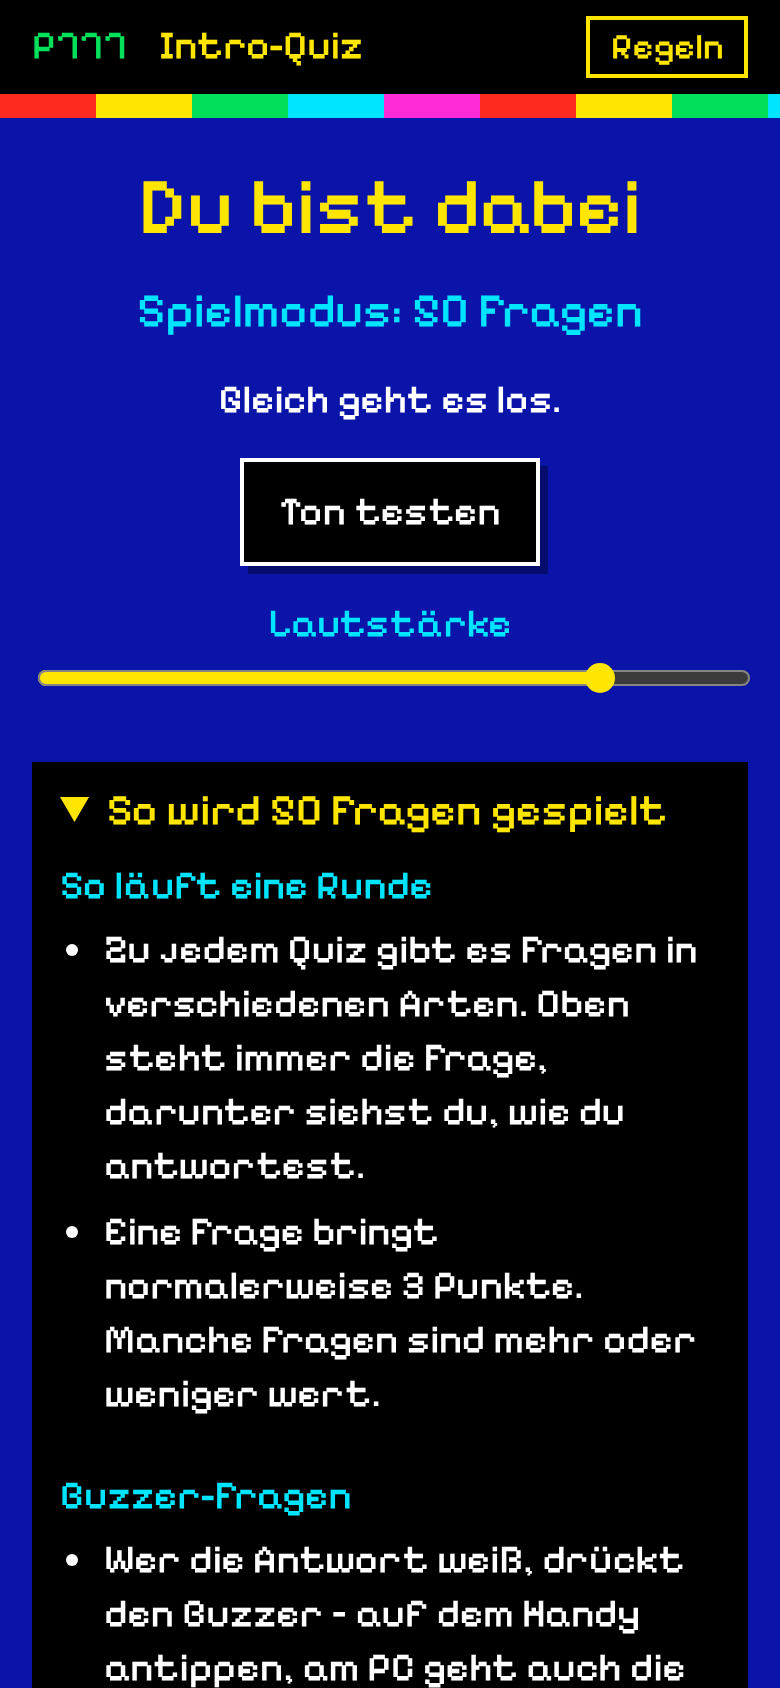 P777 Intro-Quiz
Regeln
Du bist dabei
Spielmodus: 50 Fragen
Gleich geht es los.
Ton testen
Lautstärke
So wird 50 Fragen gespielt
So läuft eine Runde
Zu jedem Quiz gibt es Fragen in
verschiedenen Arten. Oben
steht immer die Frage,
darunter siehst du, wie du
antwortest.
Eine Frage bringt
normalerweise 3 Punkte.
Manche Fragen sind mehr oder
weniger wert.
Buzzer-Fragen
Wer die Antwort weiß, drückt
den Buzzer - auf dem Handy
antippen, am PC geht auch die